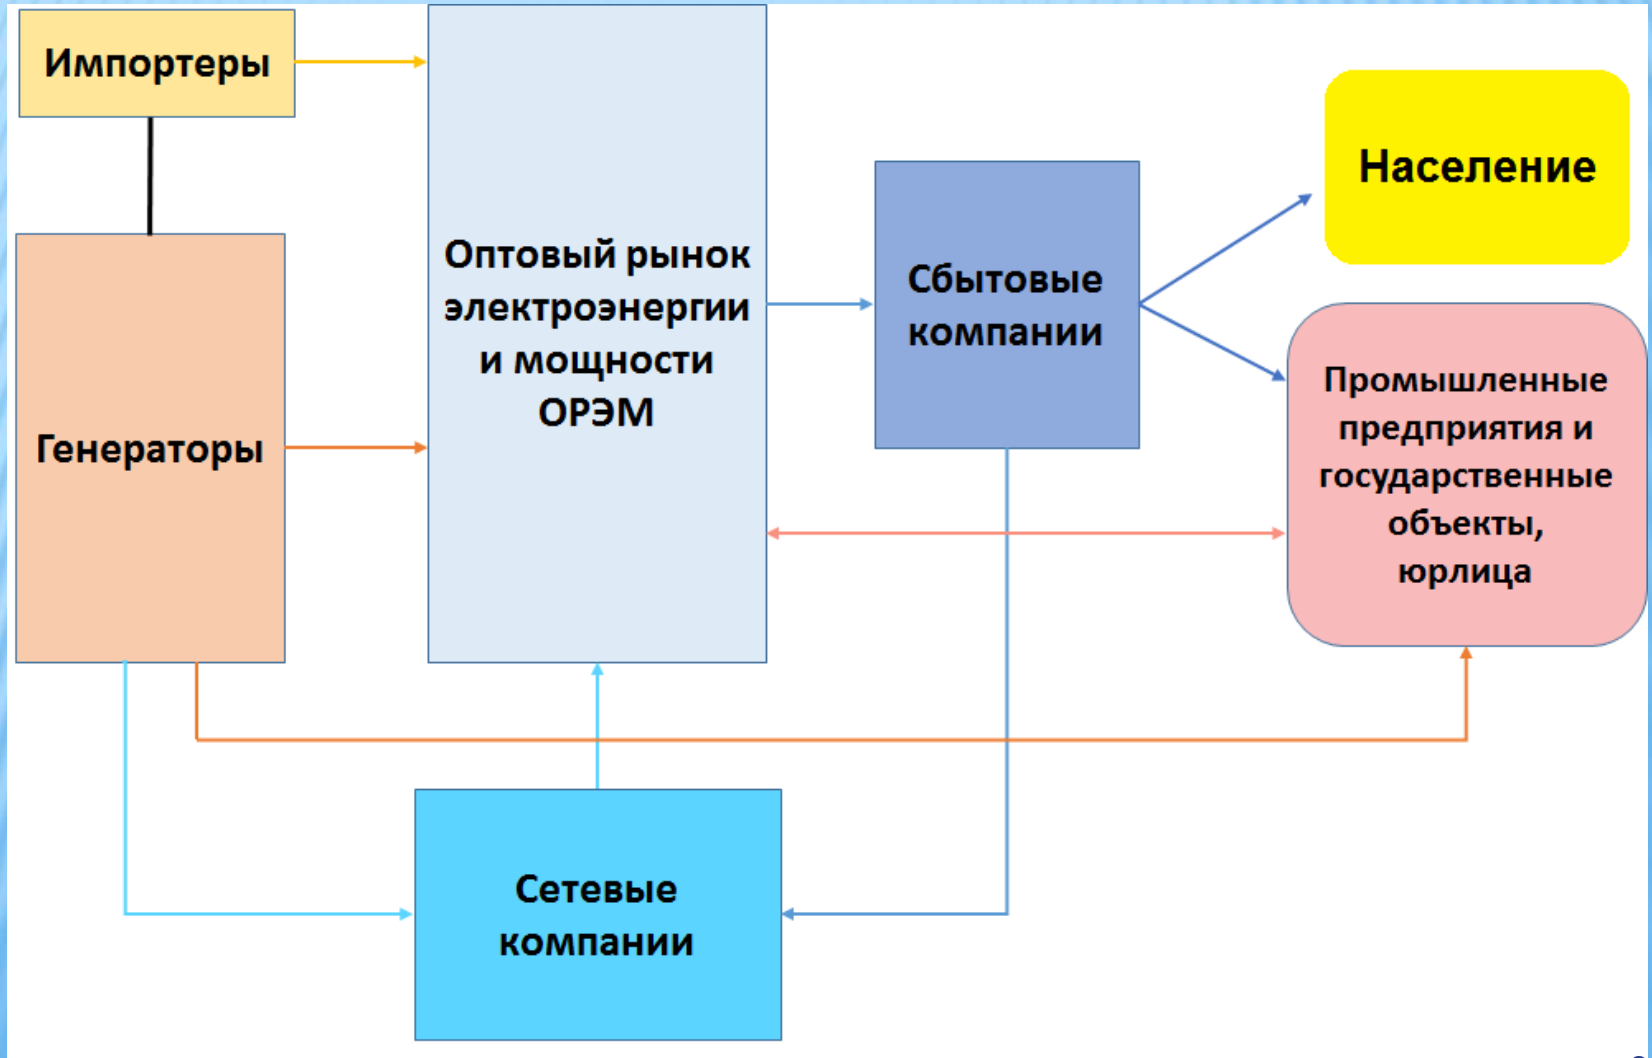 Импортеры
Генераторы
Оптовый рынок
электроэнергии
и мощности
ОРЭМ
Сбытовые
компании
Население
Промышленные
предприятия и
государственные
объекты,
юрлица
Сетевые
компании